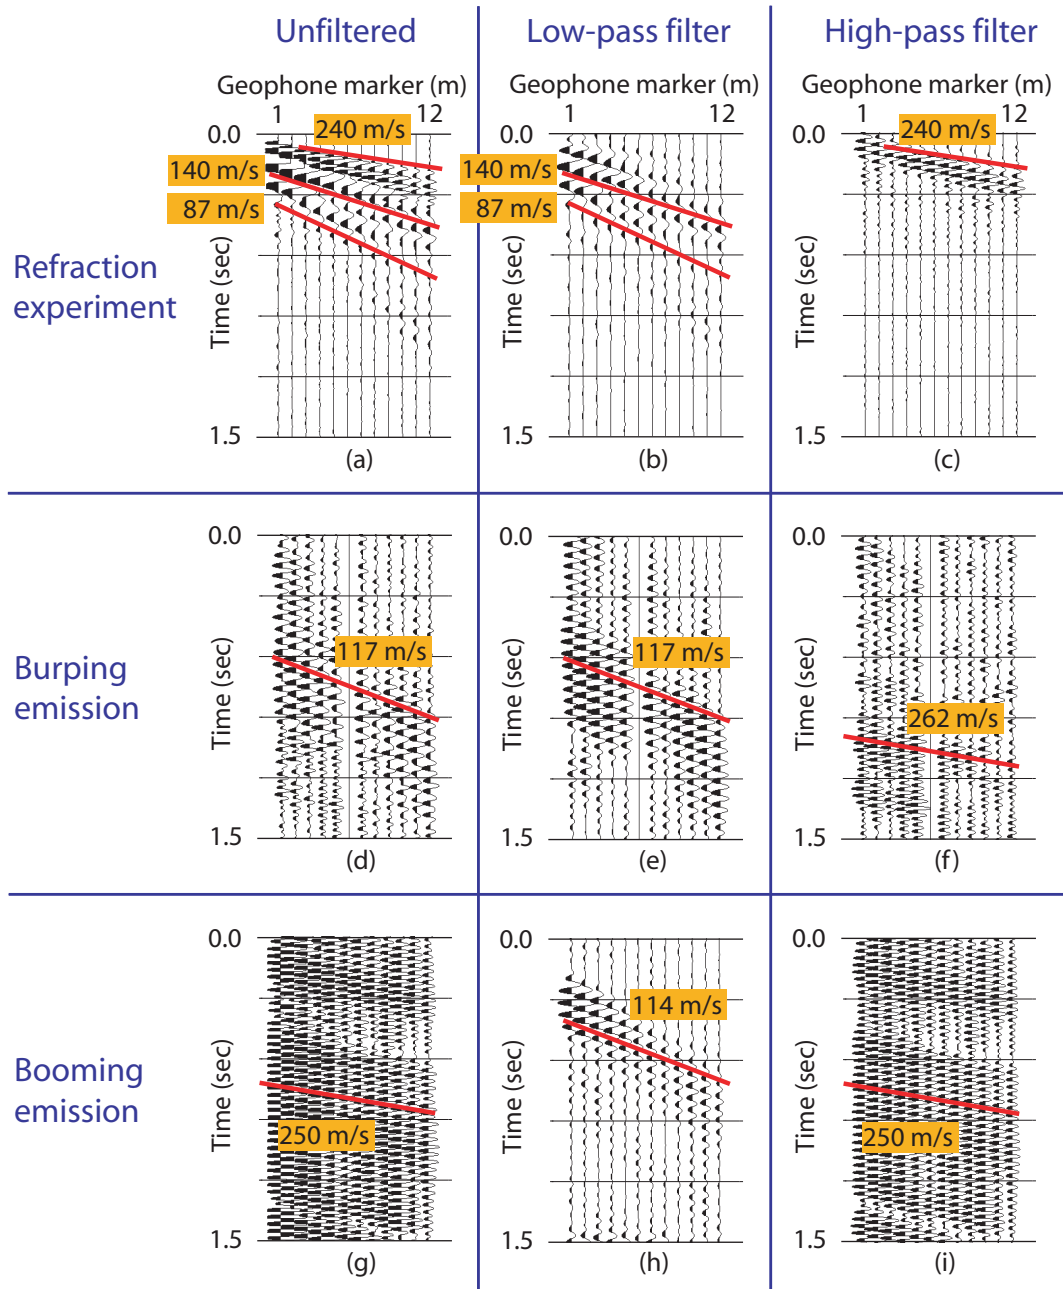 Unfiltered
Low-pass filter
High-pass filter
Geophone marker (m)
Geophone marker (m)
Geophone marker (m)
1 12
1 12
1 12
Refraction
experiment
0.0
240 m/s
140 m/s
87 m/s
Time (sec)
1.5
(a)
0.0
140 m/s
87 m/s
Time (sec)
1.5
(b)
0.0
240 m/s
Time (sec)
1.5
(c)
Burping
emission
0.0
117 m/s
Time (sec)
1.5
(d)
0.0
117 m/s
Time (sec)
1.5
(e)
0.0
262 m/s
Time (sec)
1.5
(f)
Booming
emission
0.0
250 m/s
Time (sec)
1.5
(g)
0.0
114 m/s
Time (sec)
1.5
(h)
0.0
250 m/s
Time (sec)
1.5
(i)